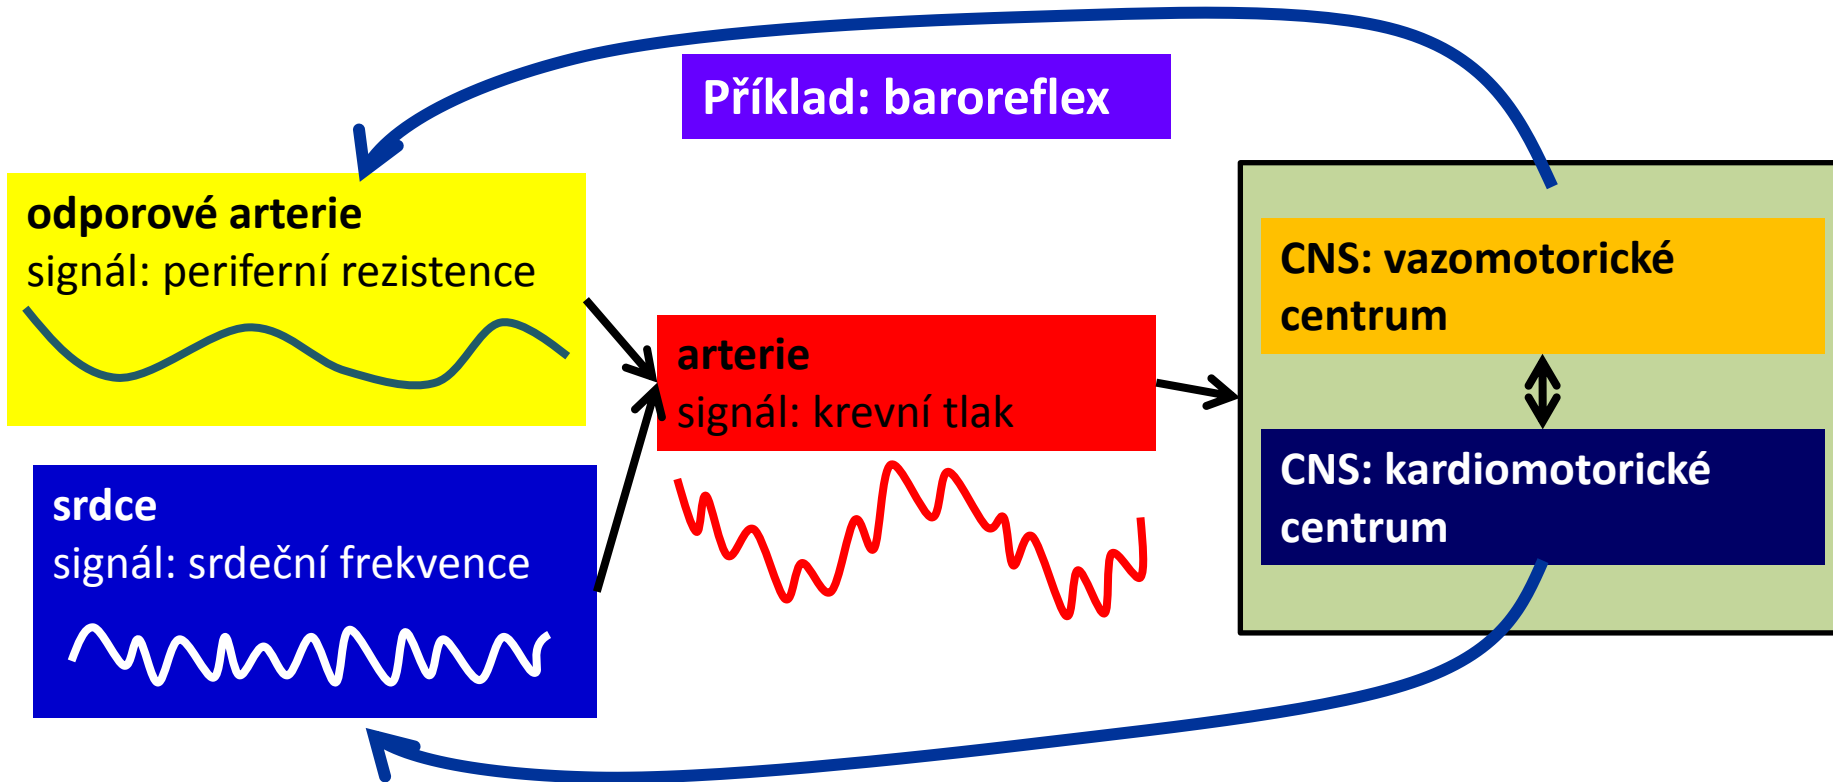 Příklad: baroreflex
odporové arterie
signál: periferní rezistence
srdce
signál: srdeční frekvence
arterie
signál: krevní tlak
CNS: vazomotorické
centrum
CNS: kardiomotorické
centrum